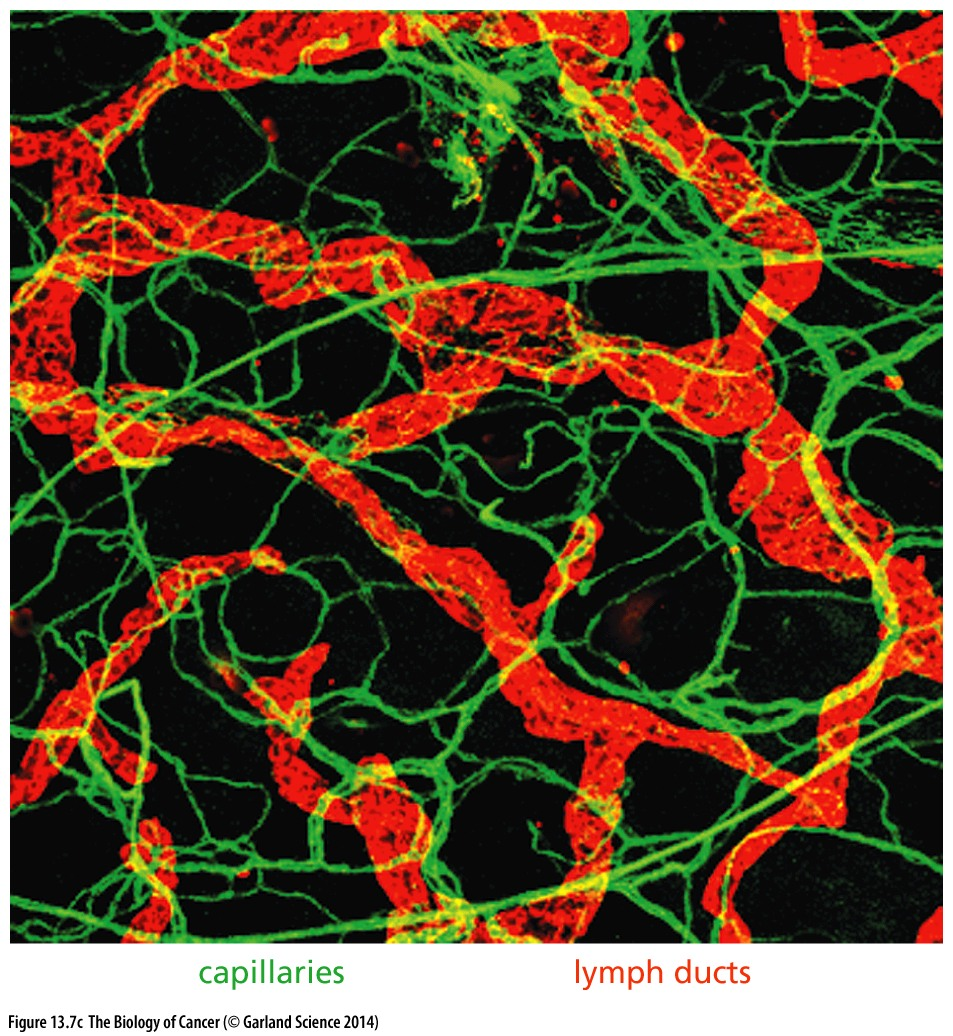 capillaries lymph ducts
Figure 13.7c The Biology of Cancer (© Garland Science 2014)